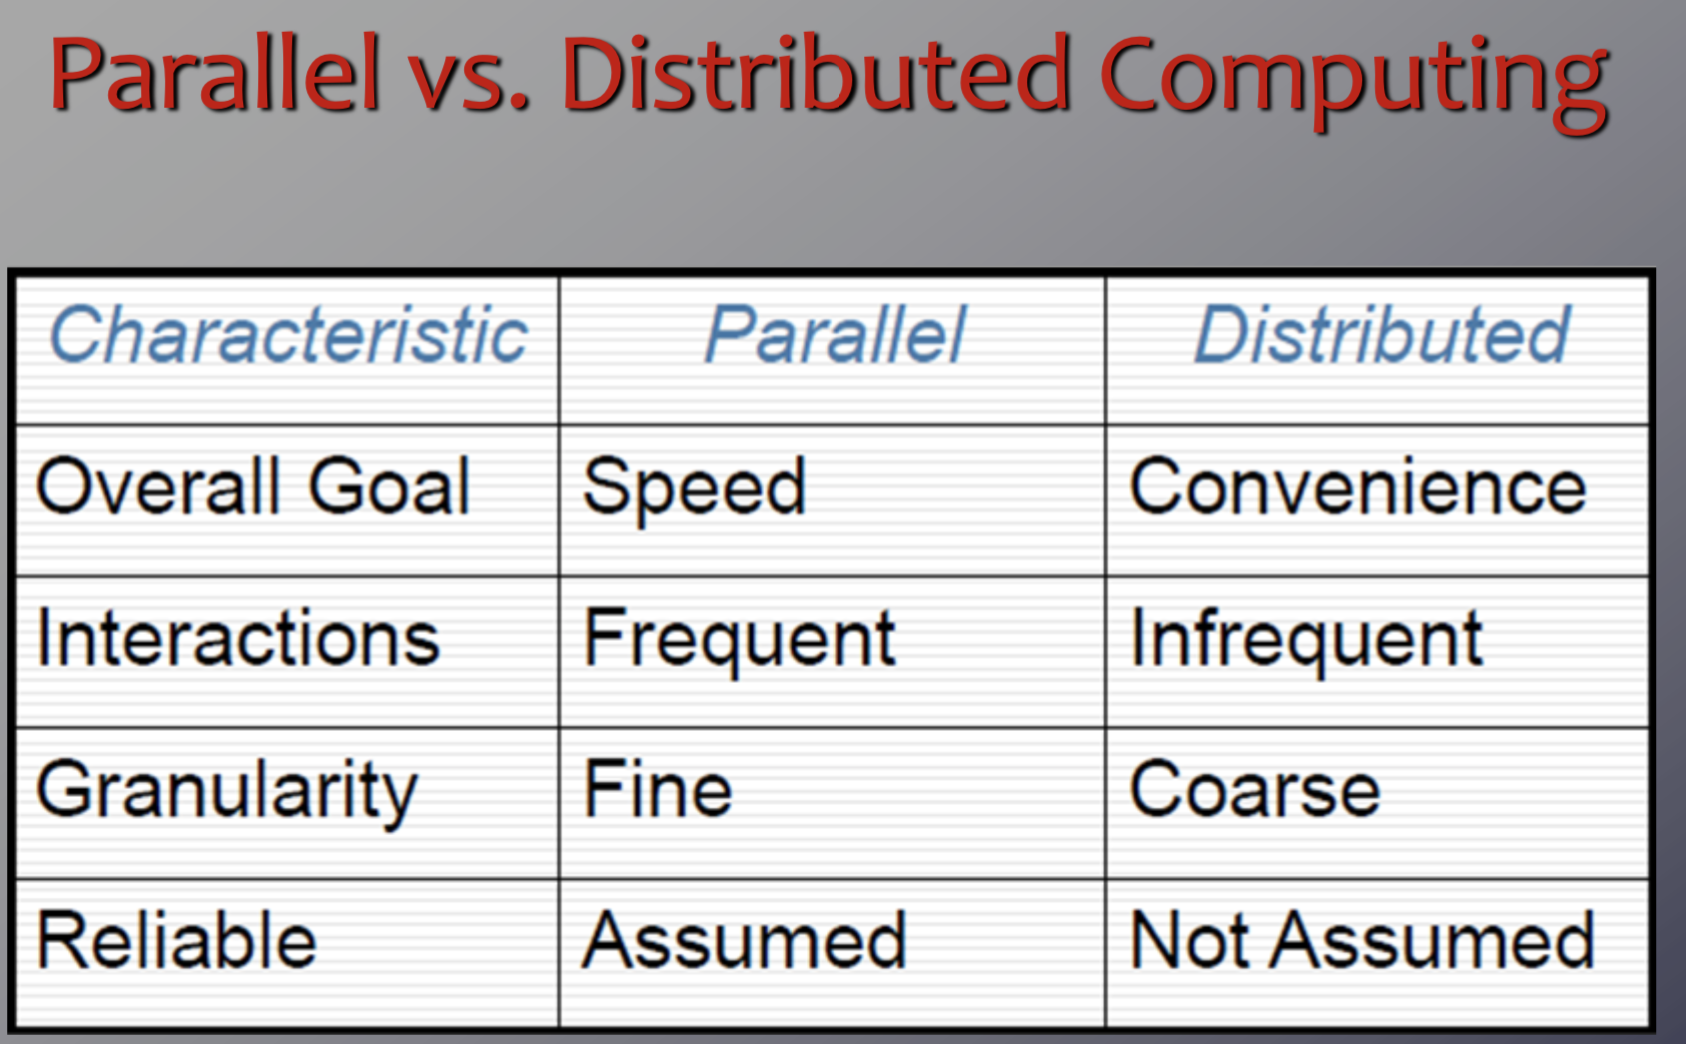 Parallel vs. Distributed Computing
Characteristic Parallel Distributed
Overall Goal Speed Convenience
Interactions Frequent Infrequent
Granularity Fine Coarse
Reliable Assumed Not Assumed